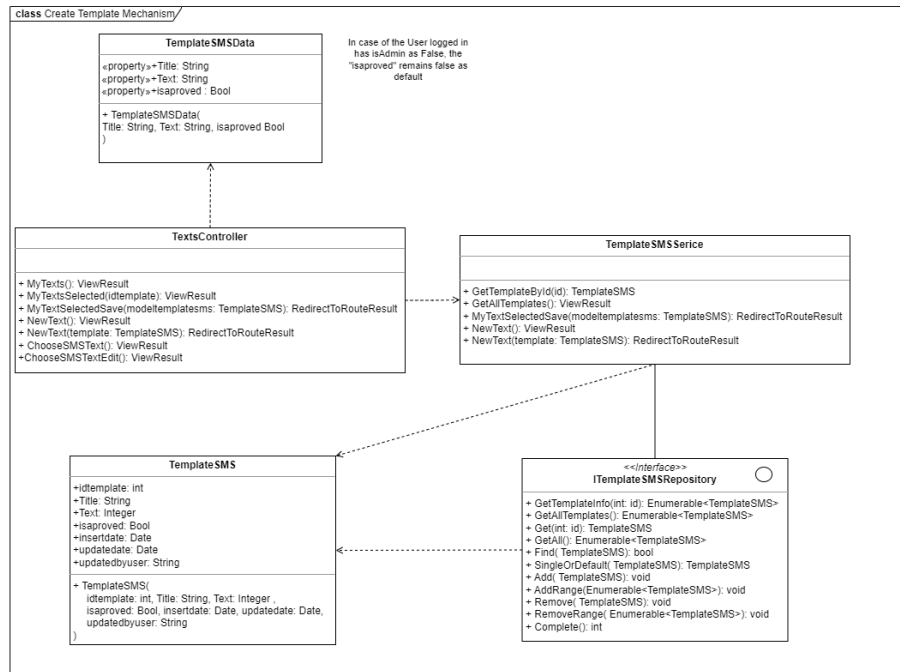 class Create Template Mechanism
TemplateSMSData
«property»+Title: String
«property»+Text: String
«property»+isaproved : Bool
+ TemplateSMSData(
Title: String, Text: String, isaproved Bool
)
In case of the User logged in
has isAdmin as False, the
"isaproved" remains false as
default
TextsController
+ MyTexts(): ViewResult
+ MyTextsSelected(idtemplate): ViewResult
+ MyTextSelectedSave(modeltemplatesms: TemplateSMS): RedirectToRouteResult
+ NewText(): ViewResult
+ NewText(template: TemplateSMS): RedirectToRouteResult
+ ChooseSMSText(): ViewResult
+ChooseSMSTextEdit(): ViewResult
TemplateSMSSerice
+ GetTemplateById(id): TemplateSMS
+ GetAllTemplates(): ViewResult
MyTextSelectedSave(modeltemplatesms: TemplateSMS): RedirectToRouteResult
+ NewText(): ViewResult
+ NewText(template: TemplateSMS): RedirectToRouteResult
TemplateSMS
+idtemplate: int
+Title: String
+Text: Integer
+isaproved: Bool
+insertdate: Date
+updatedate: Date
+updatedbyuser: String
+ TemplateSMS(
idtemplate: int, Title: String, Text: Integer ,
isaproved: Bool, insertdate: Date, updatedate: Date,
updatedbyuser: String
)
<<Interface>>
ITemplateSMSRepository
+ GetTemplateInfo(int: id): Enumerable<TemplateSMS>
+ GetAllTemplates(): Enumerable<TemplateSMS>
+ Get(int: id): TemplateSMS
+ GetAll(): Enumerable<TemplateSMS>
+ Find( TemplateSMS): bool
+ SingleOrDefault( TemplateSMS): TemplateSMS
+ Add( TemplateSMS): void
+ AddRange(Enumerable<TemplateSMS>): void
+ Remove( TemplateSMS): void
+ RemoveRange( Enumerable<TemplateSMS>): void
+ Complete(): int